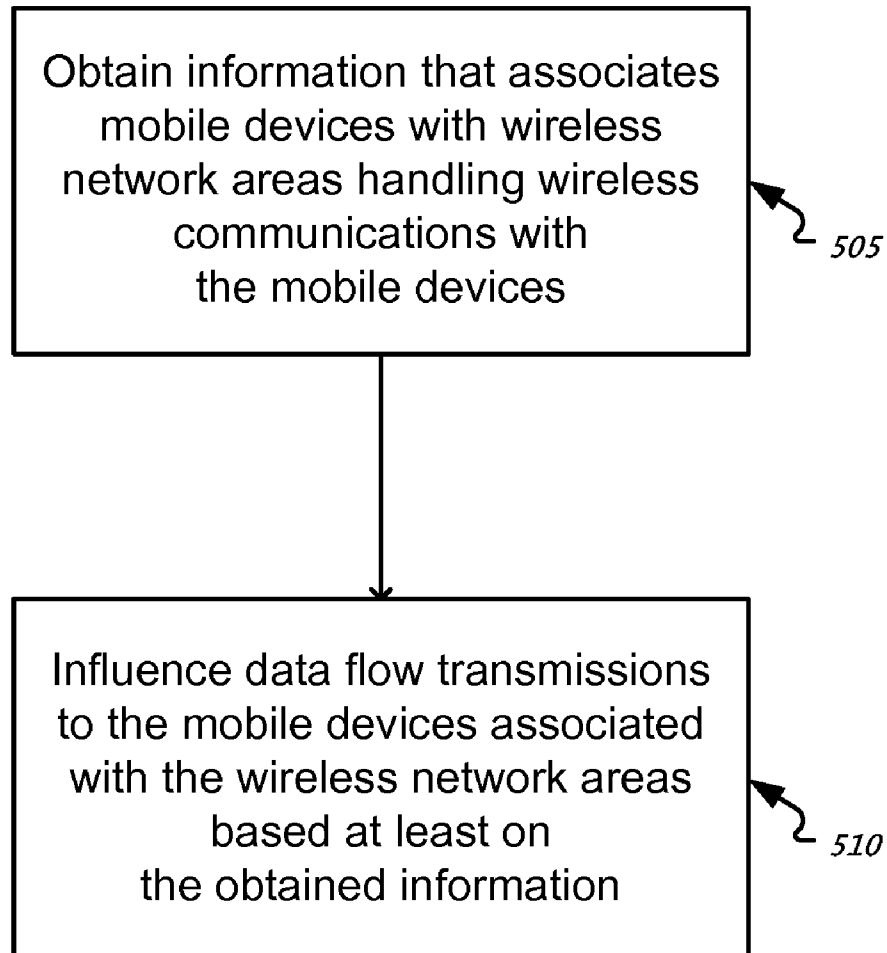 Obtain information that associates
mobile devices with wireless
network areas handling wireless
communications with
the mobile devices
505
Influence data flow transmissions
to the mobile devices associated
with the wireless network areas
based at least on
the obtained information
510